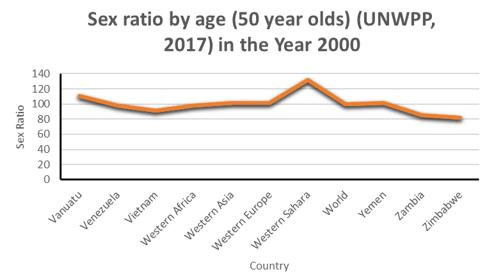 Sex ratio by age (50 year olds) (UNWPP,
2017) in the Year 2000
140
120
100
80
60
40
20
0
Sex Ratio
Vanuatu
Venezuela
Vietnam
Western Africa
Western Asia
Western Europe
Western Sahara
World
Yemen
Zambia
Zimbabwe
Country